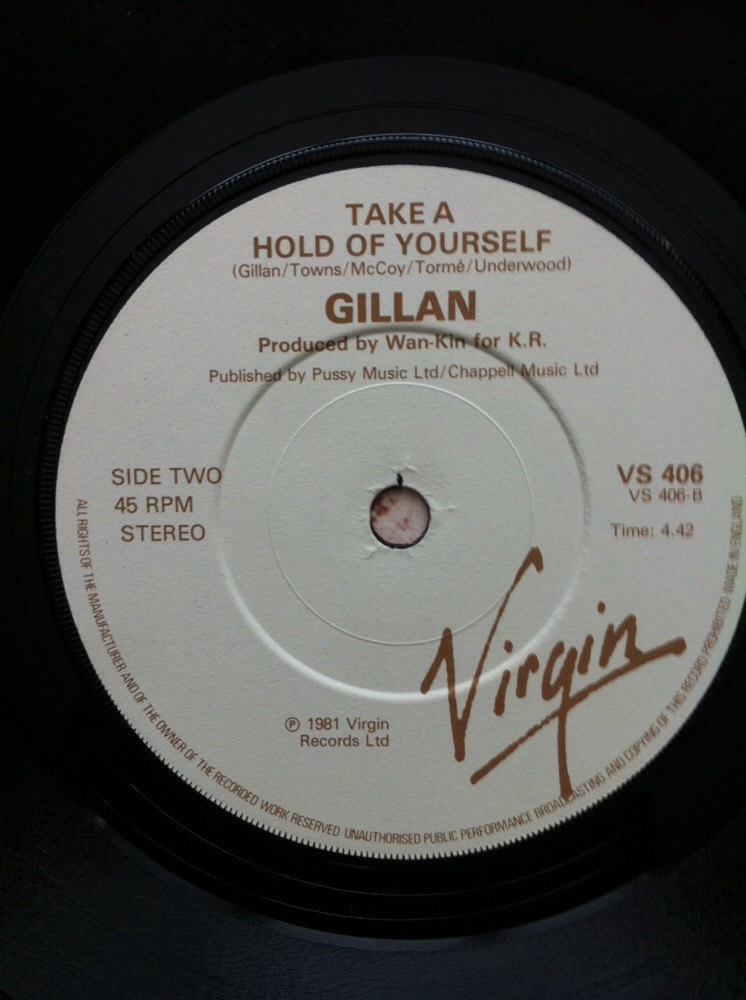 TAKE A
HOLD OF YOURSELF
(Gillan/Towns/McCoy/Tormé/Underwood)
GILLAN
Produced by Wan-Kin for K.R.
Published by Pussy Music Ltd/Chappell Music Ltd
SIDE TWO
45 RPM
STEREO
VS 406
VS 406-B
Time: 4.42
Virgin
℗ 1981 Virgin
Records Ltd
ALL RIGHTS OF THE MANUFACTURER AND OF THE OWNER OF THE RECORDED WORK RESERVED UNAUTHORISED PUBLIC PERFORMANCE BROADCASTING AND COPYING OF THIS RECORD PROHIBITED (MADE IN ENGLAND)